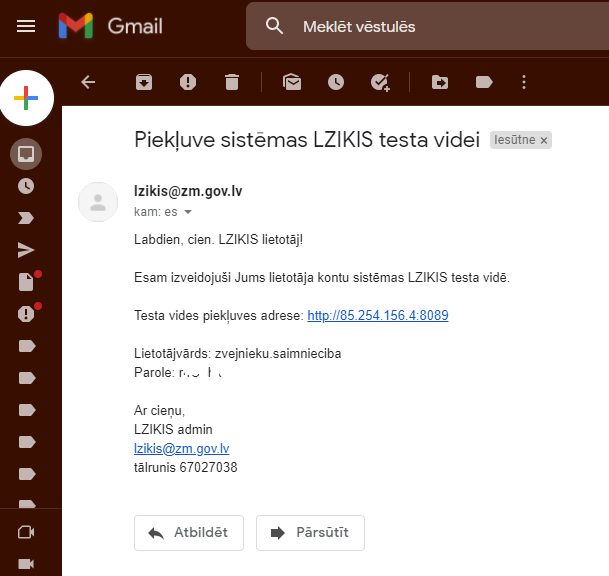 Gmail
Meklēt vēstulēs
Piekļuve sistēmas LZIKIS testa videi
Iesūtne ×
lzikis@zm.gov.lv
kam: es
Labdien, cien. LZIKIS lietotāj!
Esam izveidojuši Jums lietotāja kontu sistēmas LZIKIS testa vidē.
Testa vides piekļuves adrese: http://85.254.156.4:8089
Lietotājvārds: zvejnieku.saimnieciba
Parole:
Ar cieņu,
LZIKIS admin
lzikis@zm.gov.lv
tālrunis 67027038
Atbildēt
Pārsūtīt